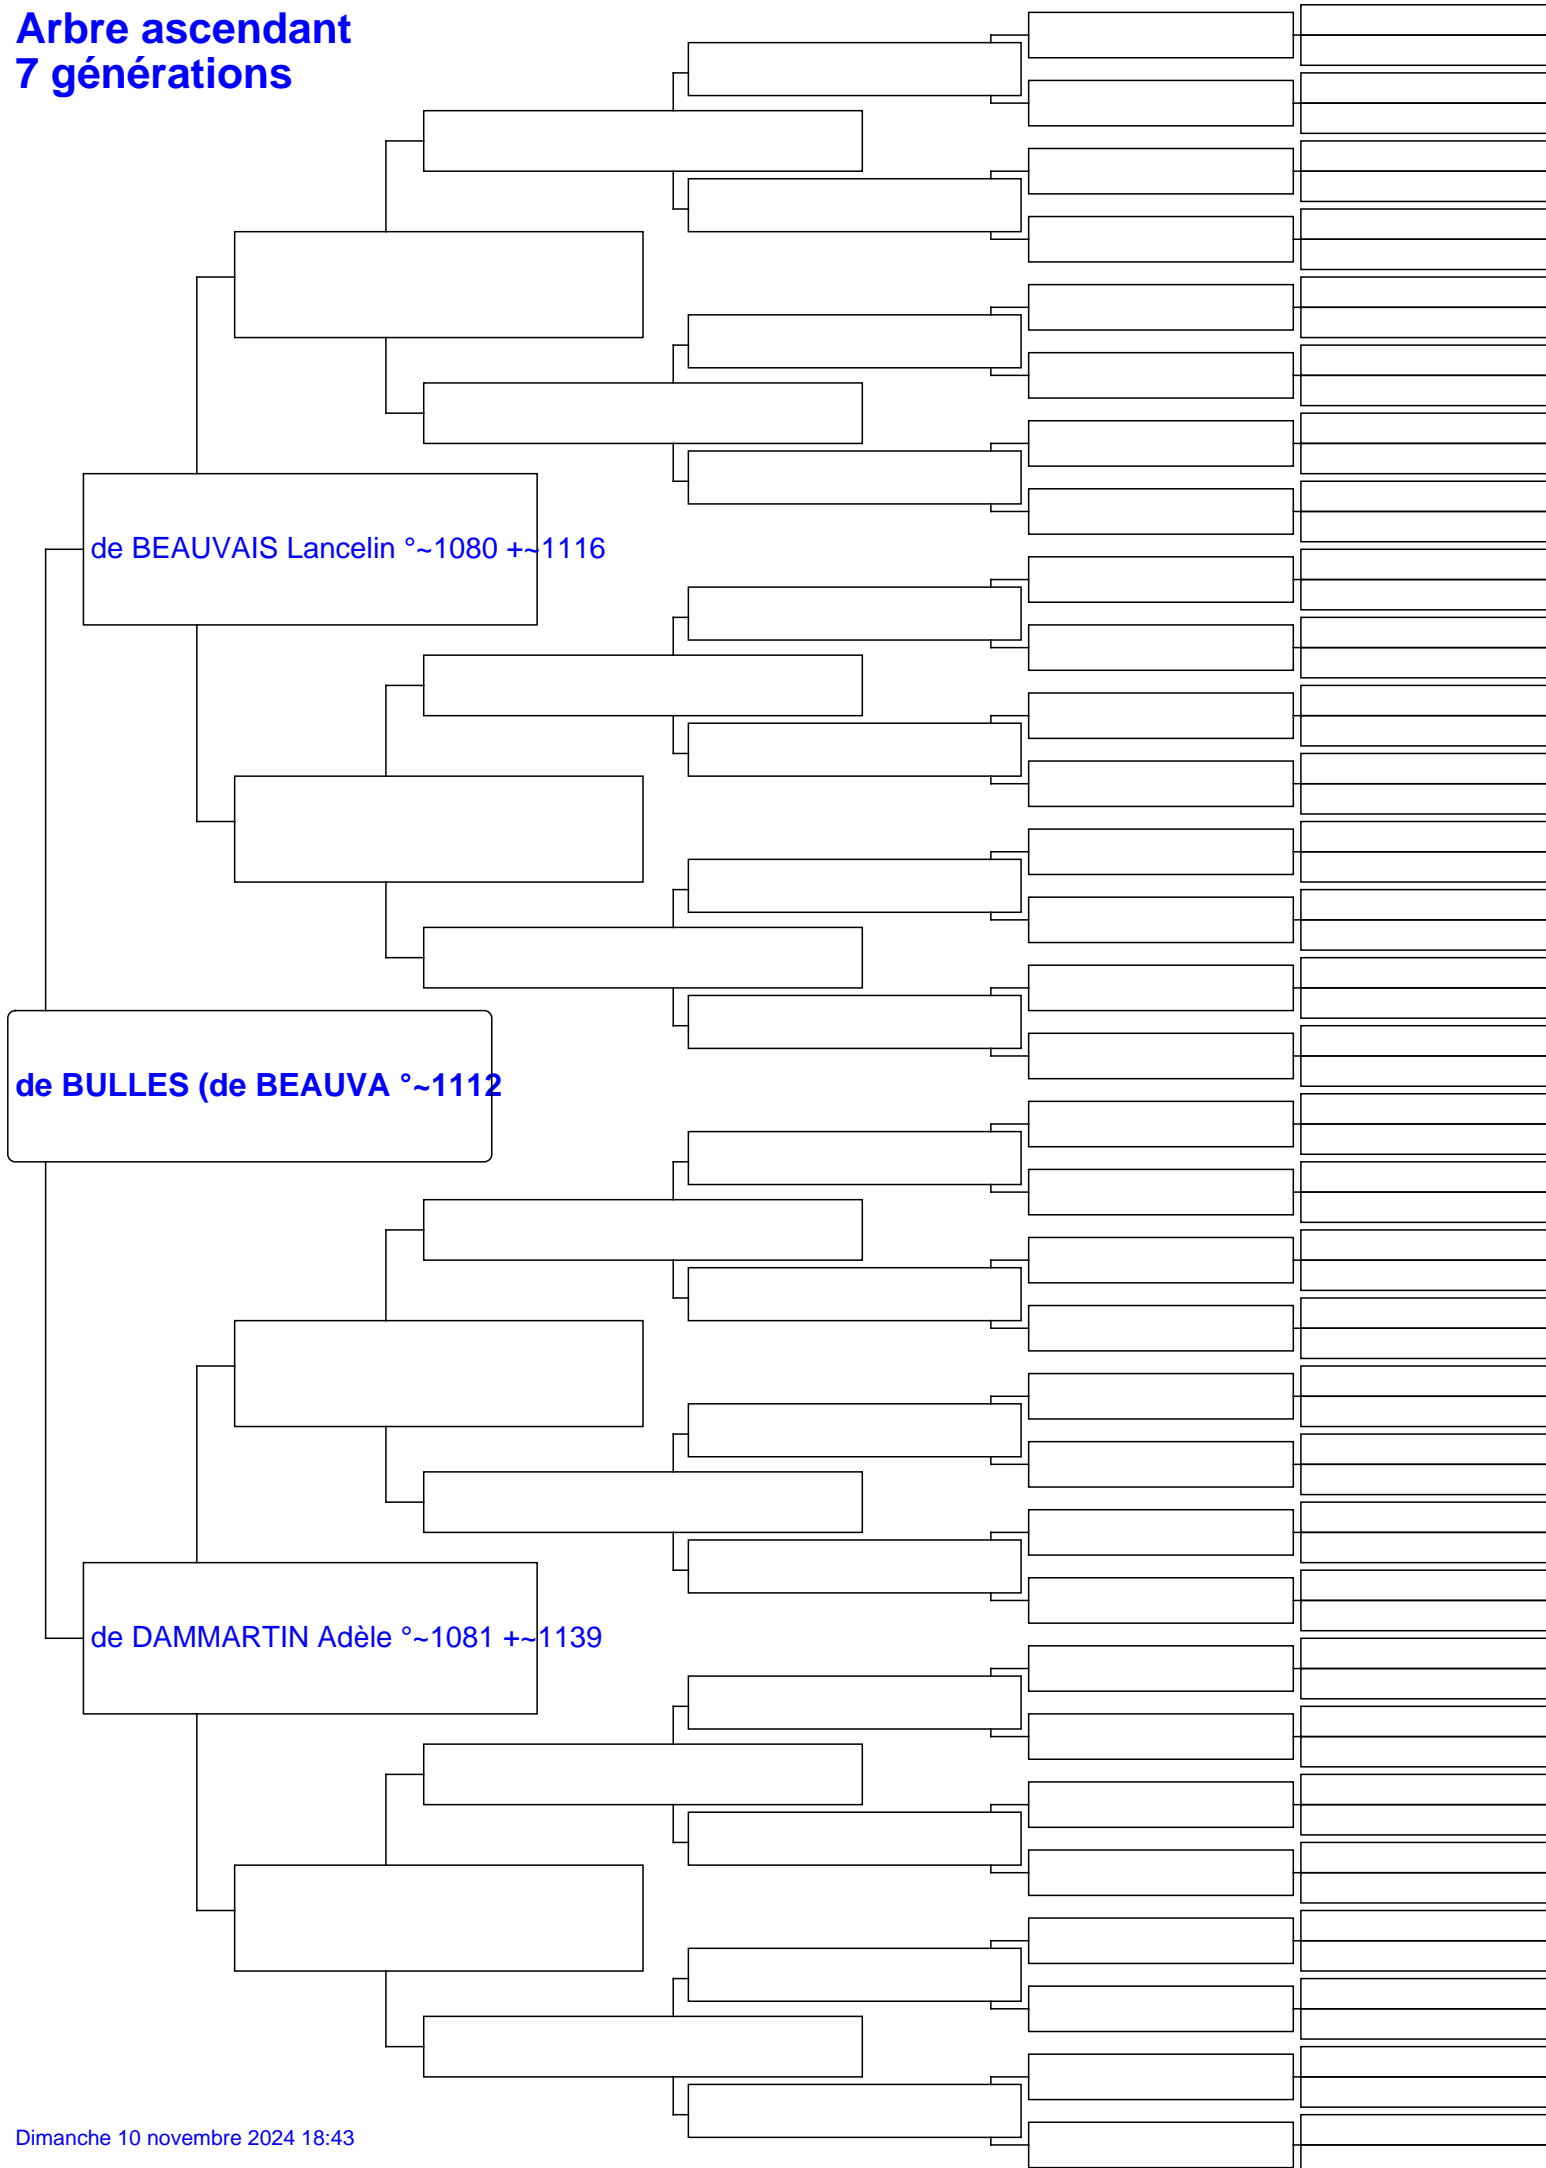 Arbre ascendant
7 générations
de BEAUVAIS Lancelin °~1080 +~1116
de BULLES (de BEAUVA °~1112
de DAMMARTIN Adèle °~1081 +~1139
Dimanche 10 novembre 2024 18:43